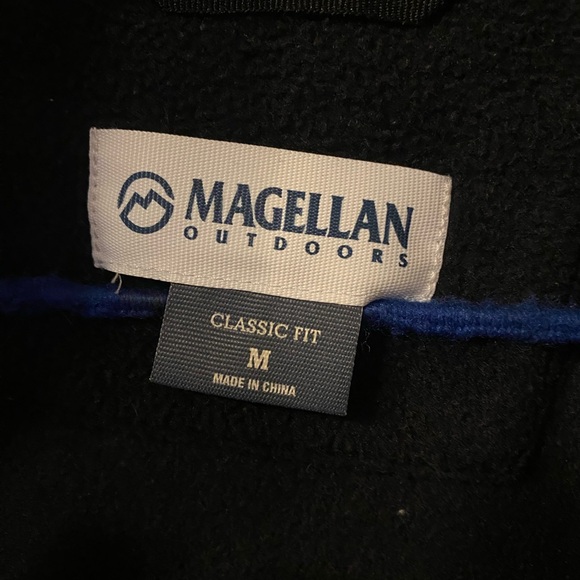 MAGELLAN
OUTDOORS
CLASSIC FIT
M
MADE IN CHINA